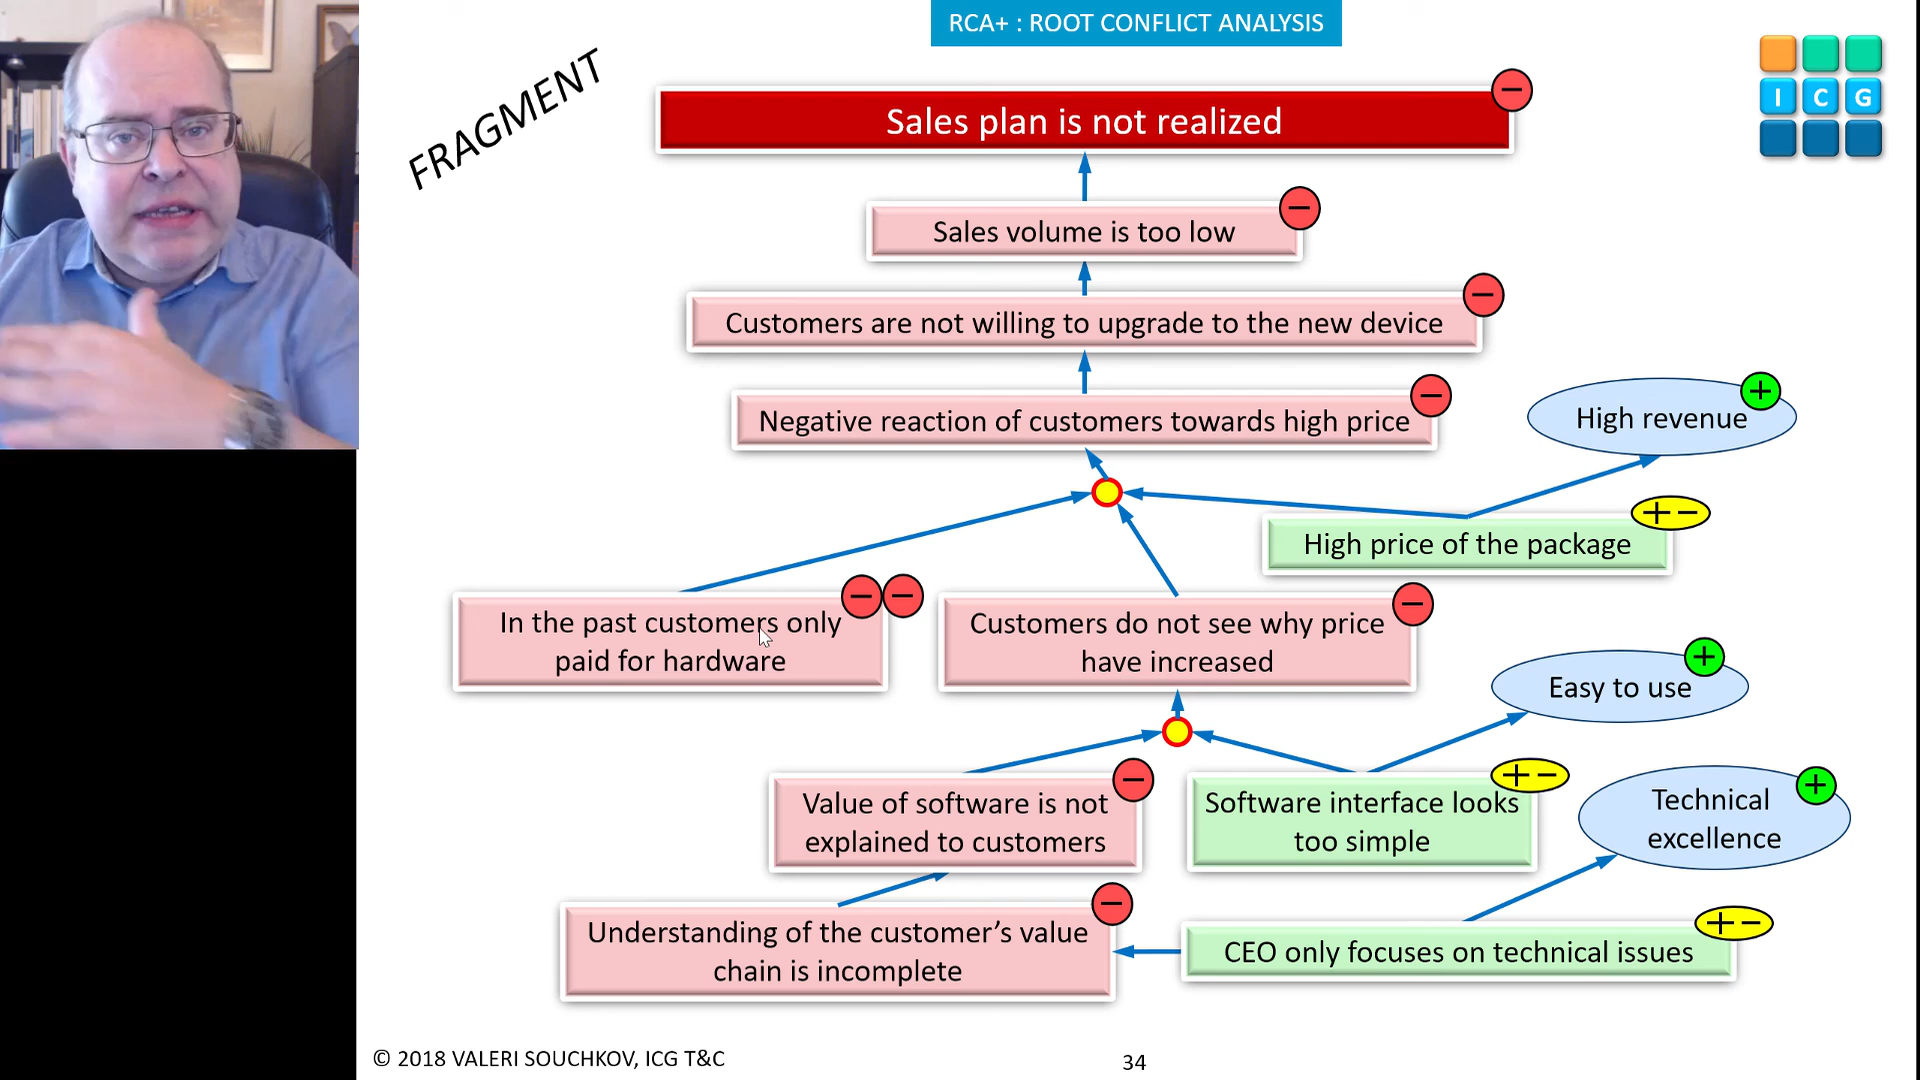 RCA+ : ROOT CONFLICT ANALYSIS
FRAGMENT
I C G
Sales plan is not realized
Sales volume is too low
Customers are not willing to upgrade to the new device
Negative reaction of customers towards high price
High revenue
High price of the package
In the past customers only
paid for hardware
Customers do not see why price
have increased
Easy to use
Value of software is not
explained to customers
Software interface looks
too simple
Technical
excellence
Understanding of the customer’s value
chain is incomplete
CEO only focuses on technical issues
© 2018 VALERI SOUCHKOV, ICG T&C
34